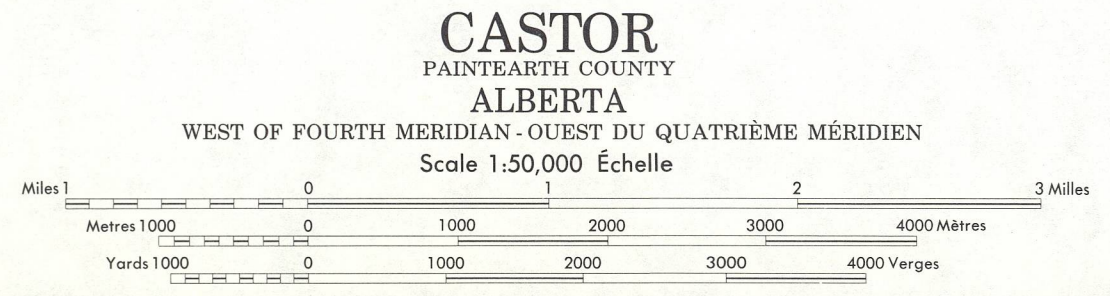 CASTOR
PAINTEARTH COUNTY
ALBERTA
WEST OF FOURTH MERIDIAN - OUEST DU QUATRIÈME MÉRIDIEN
Scale 1:50,000 Échelle
Miles 1 0 1 2 3 Milles
Metres 1000 0 1000 2000 3000 4000 Mètres
Yards 1000 0 1000 2000 3000 4000 Verges